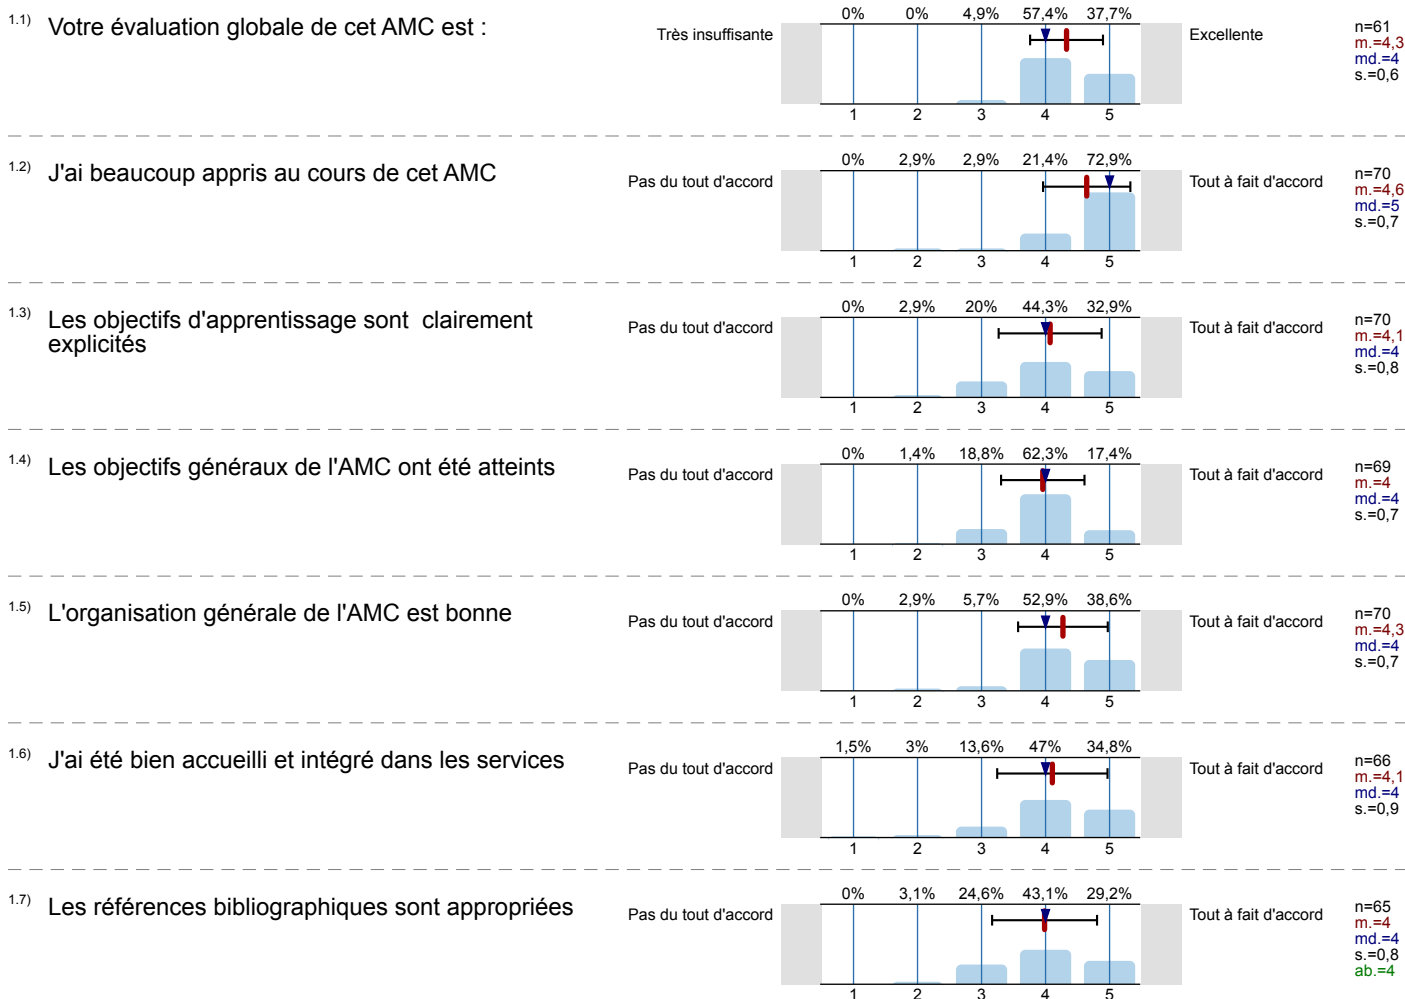 1.1) Votre évaluation globale de cet AMC est :
0% 0% 4,9% 57,4% 37,7%
Très insuffisante
Excellente
1 2 3 4 5
n=61
m.=4,3
md.=4
s.=0,6
1.2) J'ai beaucoup appris au cours de cet AMC
0% 2,9% 2,9% 21,4% 72,9%
Pas du tout d'accord
Tout à fait d'accord
1 2 3 4 5
n=70
m.=4,6
md.=5
s.=0,7
1.3) Les objectifs d'apprentissage sont clairement
explicités
0% 2,9% 20% 44,3% 32,9%
Pas du tout d'accord
Tout à fait d'accord
1 2 3 4 5
n=70
m.=4,1
md.=4
s.=0,8
1.4) Les objectifs généraux de l'AMC ont été atteints
0% 1,4% 18,8% 62,3% 17,4%
Pas du tout d'accord
Tout à fait d'accord
1 2 3 4 5
n=69
m.=4
md.=4
s.=0,7
1.5) L'organisation générale de l'AMC est bonne
0% 2,9% 5,7% 52,9% 38,6%
Pas du tout d'accord
Tout à fait d'accord
1 2 3 4 5
n=70
m.=4,3
md.=4
s.=0,7
1.6) J'ai été bien accueilli et intégré dans les services
1,5% 3% 13,6% 47% 34,8%
Pas du tout d'accord
Tout à fait d'accord
1 2 3 4 5
n=66
m.=4,1
md.=4
s.=0,9
1.7) Les références bibliographiques sont appropriées
0% 3,1% 24,6% 43,1% 29,2%
Pas du tout d'accord
Tout à fait d'accord
1 2 3 4 5
n=65
m.=4
md.=4
s.=0,8
ab.=4